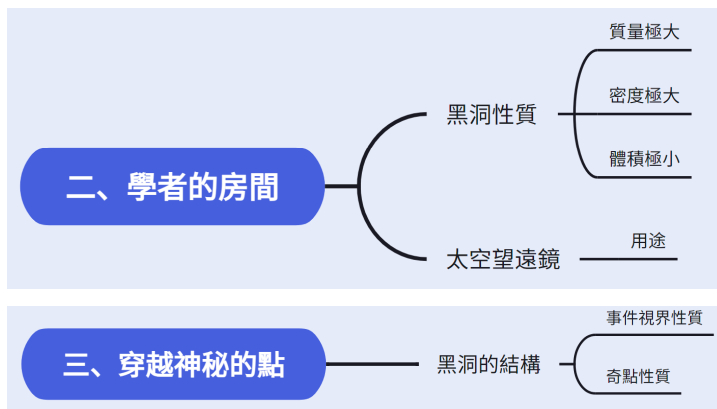 二、學者的房間
黑洞性質
質量極大
密度極大
體積極小
太空望遠鏡
用途
三、穿越神秘的點
黑洞的結構
事件視界性質
奇點性質